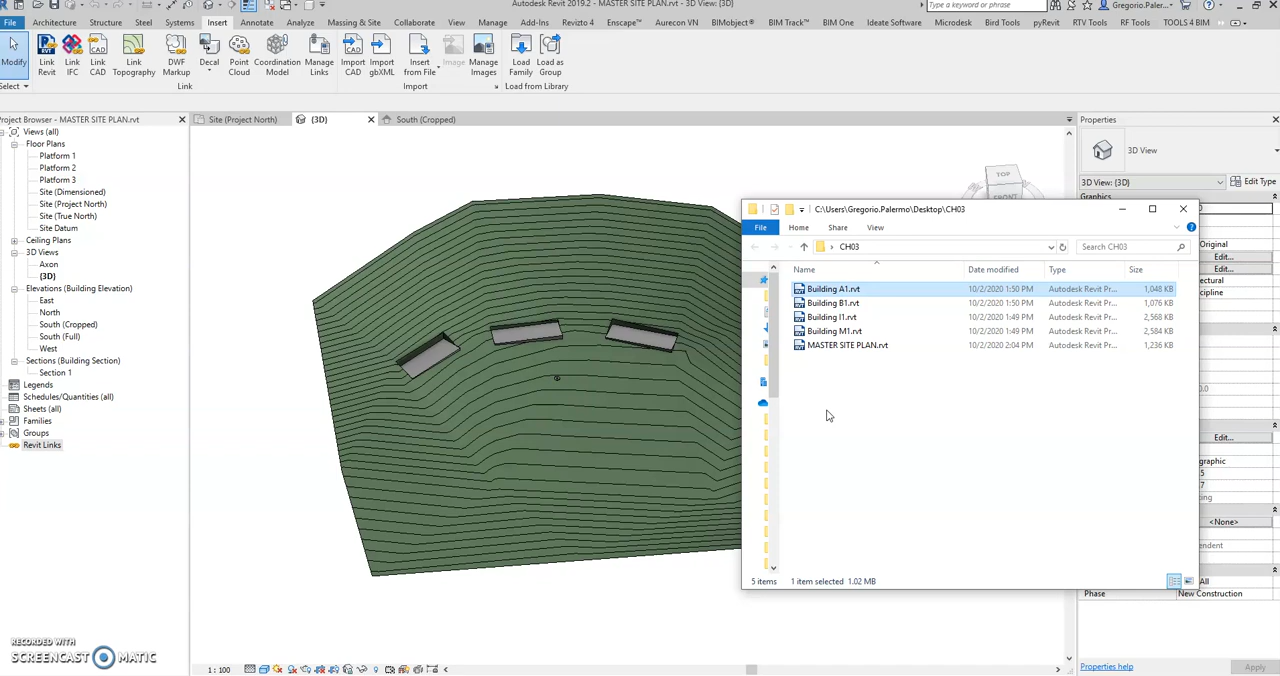 Autodesk Revit 2019.2 - MASTER SITE PLAN.rvt - 3D View: {3D}
Type a keyword or phrase
Gregorio.Paler...
File Architecture Structure Steel Systems Insert Annotate Analyze Massing & Site Collaborate View Manage Add-Ins Revizto 4 Enscape™ Aurecon VN BIMobject® BIM Track™ BIM One Ideate Software Microdesk Bird Tools pyRevit RTV Tools RF Tools TOOLS 4 BIM
Modify
Link Revit
Link IFC
Link CAD
Link Topography
DWF Markup
Decal
Point Cloud
Coordination Model
Manage Links
Import CAD
Import gbXML
Insert from File
Image
Manage Images
Load Family
Load as Group
Select
Link
Import
Load from Library
Project Browser - MASTER SITE PLAN.rvt
Site (Project North)
{3D}
South (Cropped)
Properties
Views (all)
Floor Plans
Platform 1
Platform 2
Platform 3
Site (Dimensioned)
Site (Project North)
Site (True North)
Site Datum
Ceiling Plans
3D Views
Axon
{3D}
Elevations (Building Elevation)
East
North
South (Cropped)
South (Full)
West
Sections (Building Section)
Section 1
Legends
Schedules/Quantities (all)
Sheets (all)
Families
Groups
Revit Links
TOP
FRONT
3D View
3D View: {3D}
Edit Type
Graphics
Original
Edit...
Edit...
C:\Users\Gregorio.Palermo\Desktop\CH03
File Home Share View
CH03
Search CH03
Name Date modified Type Size
Building A1.rvt 10/2/2020 1:50 PM Autodesk Revit Pr... 1,048 KB
Building B1.rvt 10/2/2020 1:50 PM Autodesk Revit Pr... 1,076 KB
Building I1.rvt 10/2/2020 1:49 PM Autodesk Revit Pr... 2,568 KB
Building M1.rvt 10/2/2020 1:49 PM Autodesk Revit Pr... 2,584 KB
MASTER SITE PLAN.rvt 10/2/2020 2:04 PM Autodesk Revit Pr... 1,236 KB
5 items 1 item selected 1.02 MB
Edit...
<None>
Phase New Construction
Properties help
Apply
1 : 100
RECORDED WITH
SCREENCAST MATIC